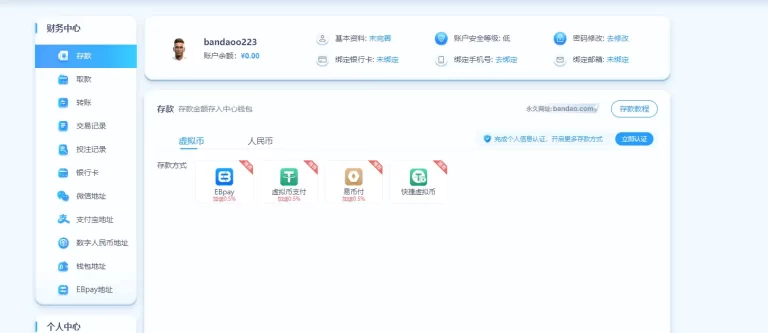 财务中心
存款
取款
转账
交易记录
投注记录
银行卡
微信地址
支付宝地址
数字人民币地址
钱包地址
EBpay地址
个人中心
bandaoo223
账户余额：¥0.00
基本资料: 未完善
账户安全等级: 低
密码修改: 去修改
绑定银行卡: 未绑定
绑定手机号: 去绑定
绑定邮箱: 未绑定
存款 存款金额存入中心钱包
永久网址:bandao.com
存款教程
虚拟币
人民币
完成个人信息认证，开启更多存款方式
立即认证
存款方式
EBpay
加送0.5%
虚拟币支付
加送0.5%
易币付
加送0.5%
快捷虚拟币